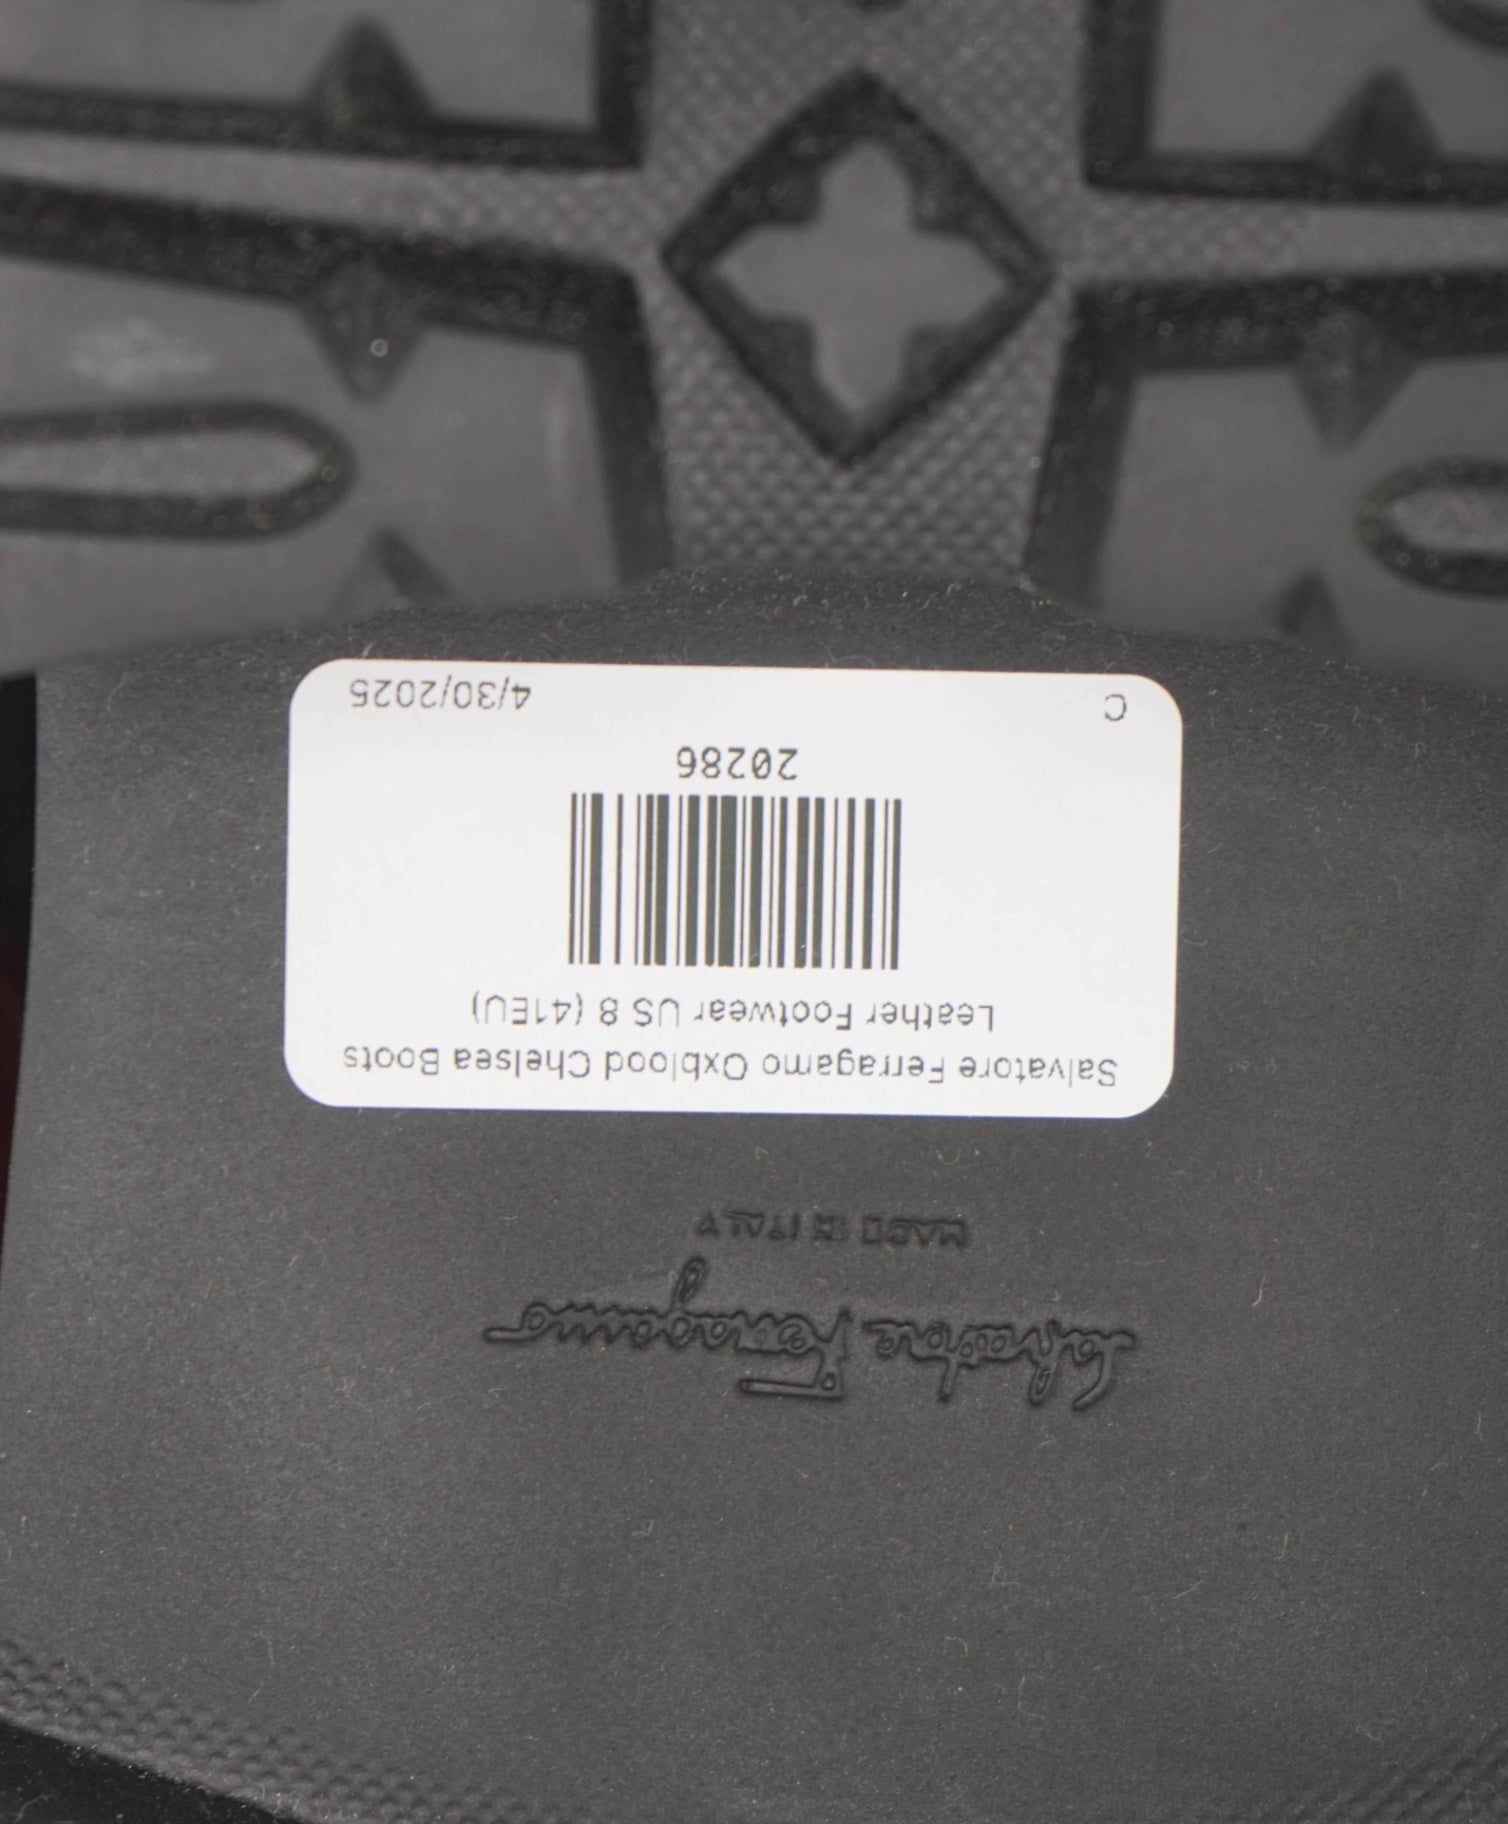 Salvatore Ferragamo
MADE IN ITALY
Salvatore Ferragamo Oxblood Chelsea Boots
Leather Footwear US 8 (41EU)
20286
C 4/30/2025